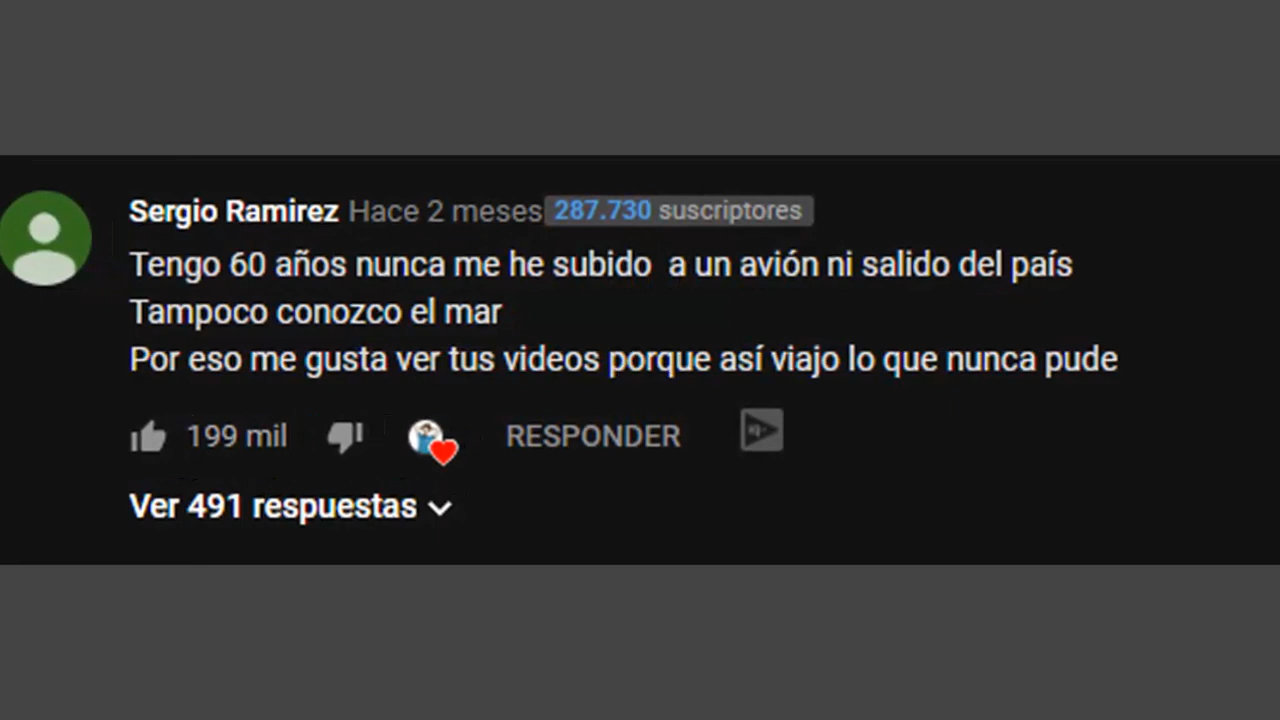 Sergio Ramirez Hace 2 meses 287.730 suscriptores
Tengo 60 años nunca me he subido  a un avión ni salido del país
Tampoco conozco el mar
Por eso me gusta ver tus videos porque así viajo lo que nunca pude
199 mil RESPONDER
Ver 491 respuestas